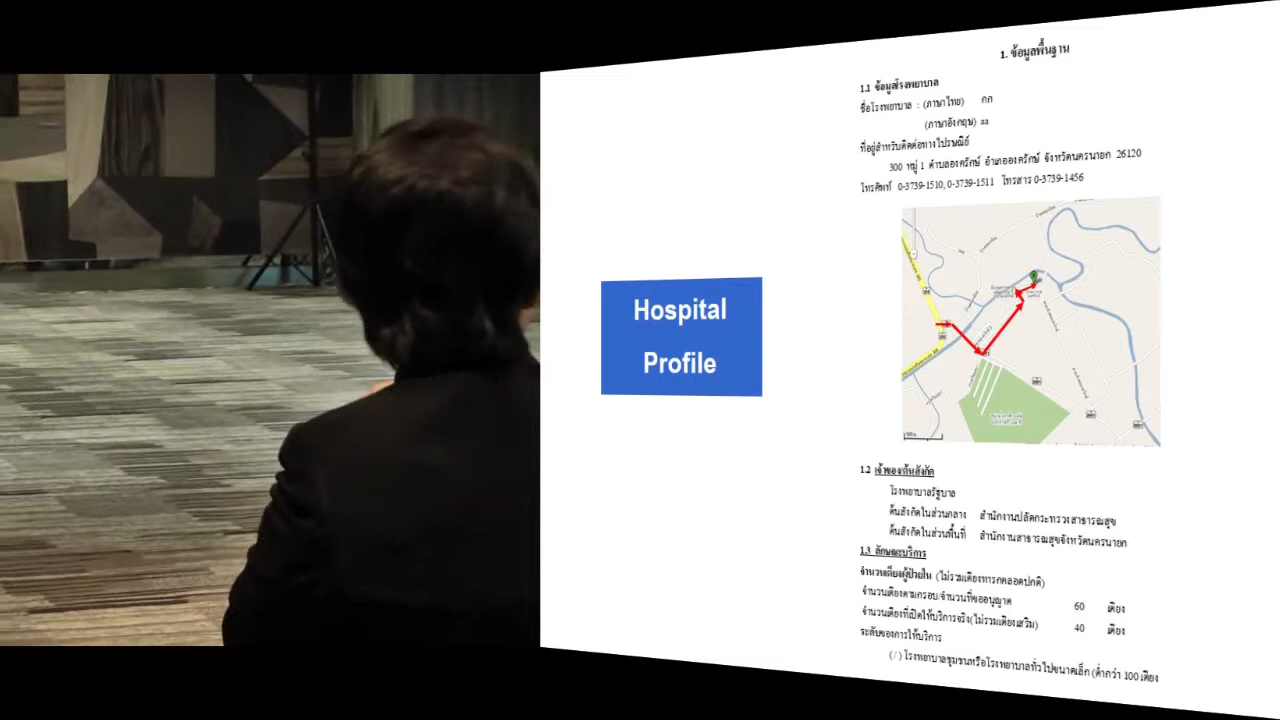 Hospital
Profile
1. ข้อมูลพื้นฐาน
1.1 ข้อมูลโรงพยาบาล
ชื่อโรงพยาบาล : (ภาษาไทย) กก
(ภาษาอังกฤษ) aa
ที่อยู่สำหรับติดต่อทางไปรษณีย์
300 หมู่ 1 ตำบลองครักษ์ อำเภอองครักษ์ จังหวัดนครนายก 26120
โทรศัพท์ 0-3739-1510, 0-3739-1511 โทรสาร 0-3739-1456
1.2 เจ้าของ/ต้นสังกัด
โรงพยาบาลรัฐบาล
ต้นสังกัดในส่วนกลาง สำนักงานปลัดกระทรวงสาธารณสุข
ต้นสังกัดในส่วนพื้นที่ สำนักงานสาธารณสุขจังหวัดนครนายก
1.3 ลักษณะบริการ
จำนวนเตียงผู้ป่วยใน (ไม่รวมเตียงทารกคลอดปกติ)
จำนวนเตียงตามกรอบ/จำนวนที่ขออนุญาต 60 เตียง
จำนวนเตียงที่เปิดให้บริการจริง(ไม่รวมเตียงเสริม) 40 เตียง
ระดับของการให้บริการ
( / ) โรงพยาบาลชุมชนหรือโรงพยาบาลทั่วไปขนาดเล็ก (ต่ำกว่า 100 เตียง